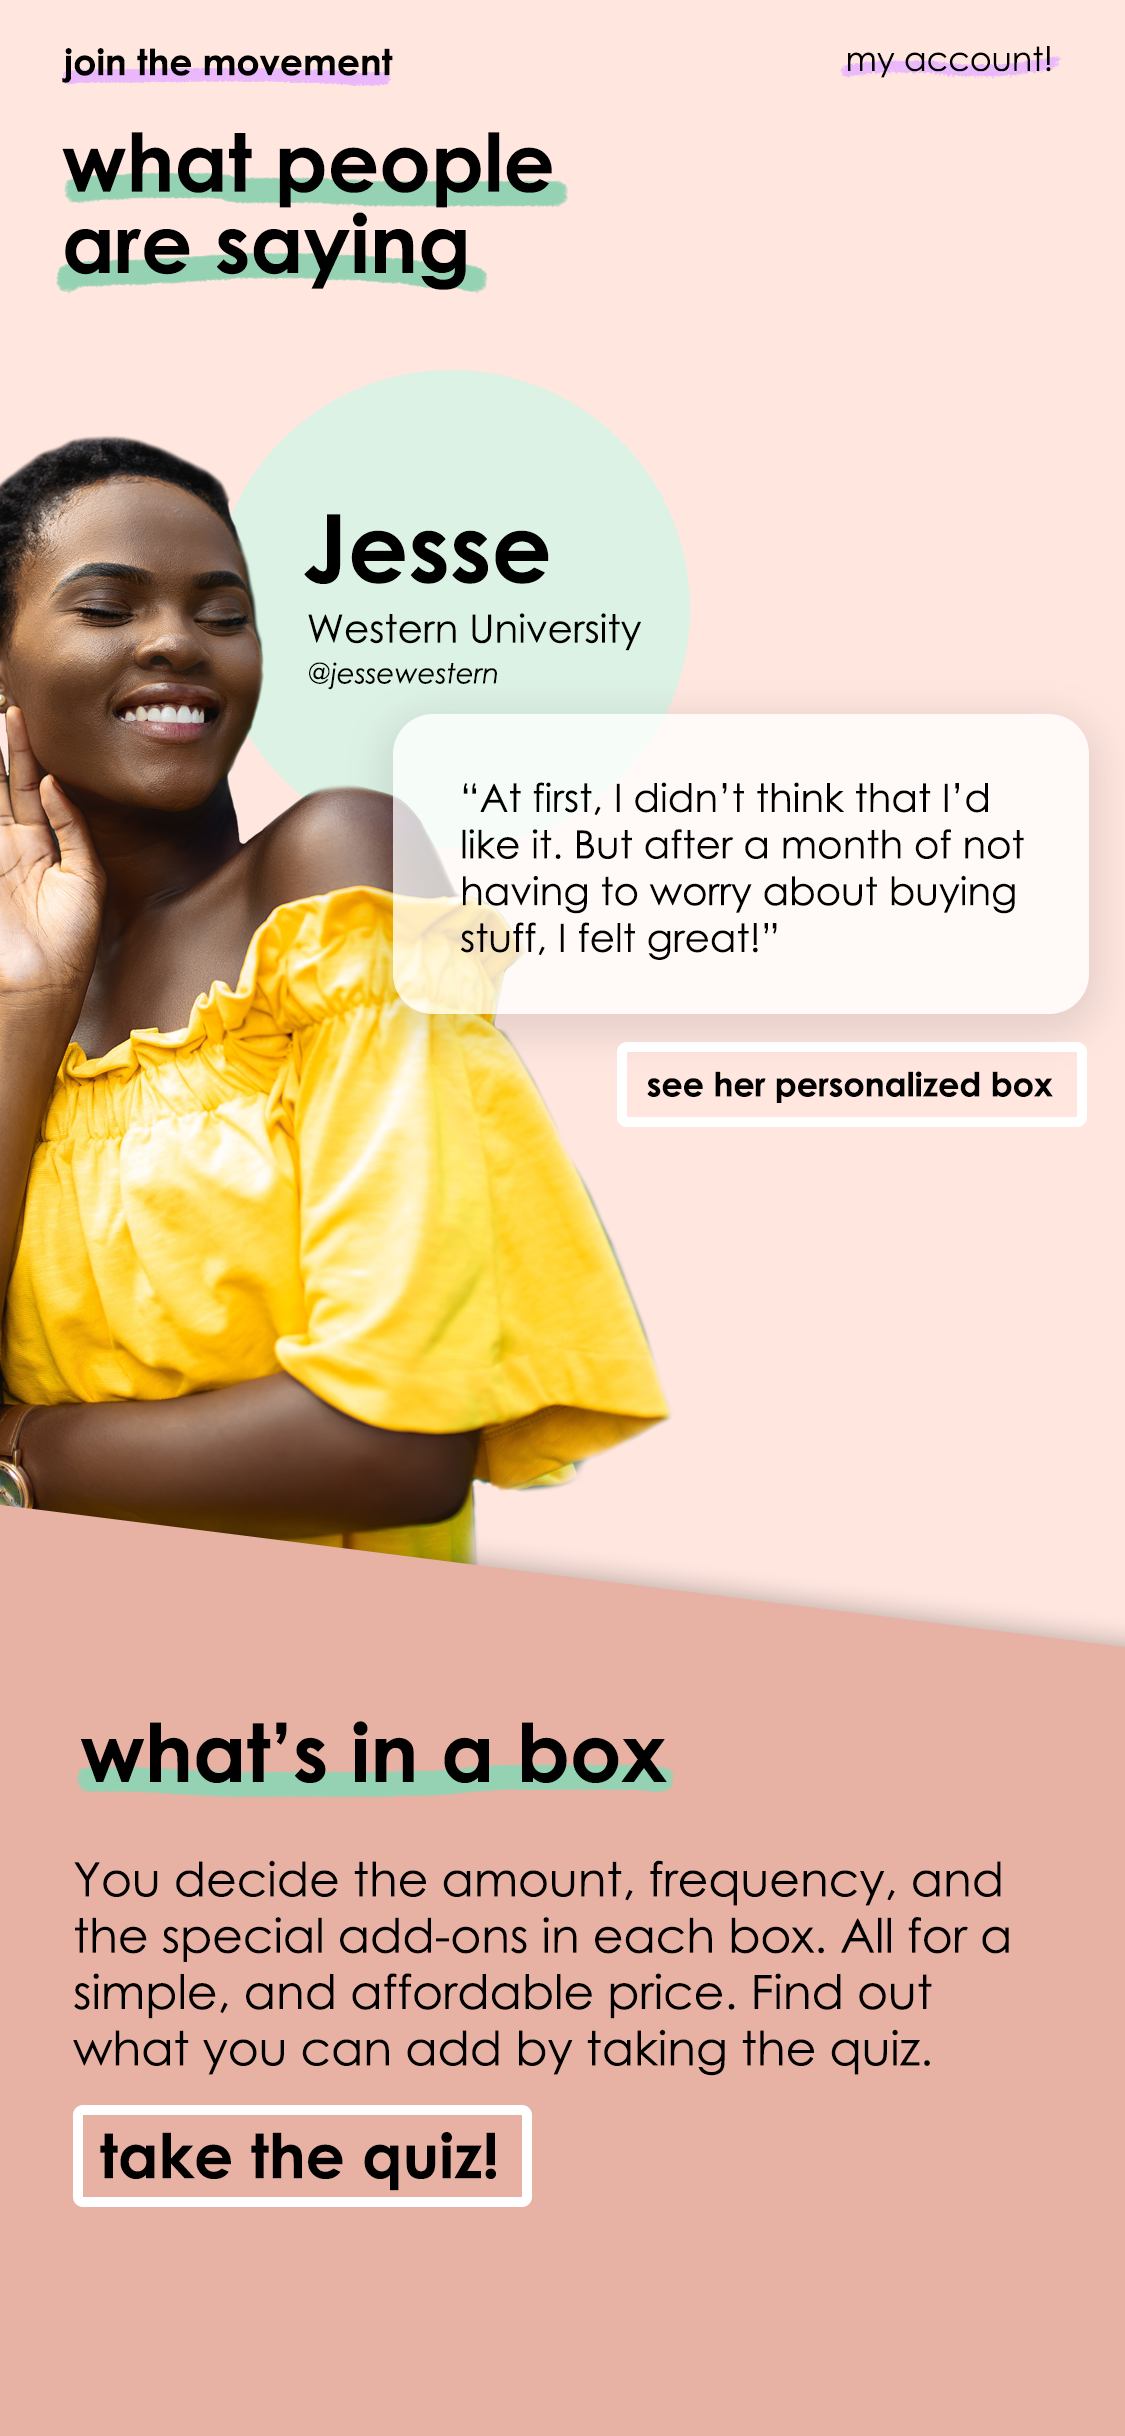 join the movement
my account!
what people
are saying
Jesse
Western University
@jessewestern
“At first, I didn’t think that I’d
like it. But after a month of not
having to worry about buying
stuff, I felt great!”
see her personalized box
what’s in a box
You decide the amount, frequency, and
the special add-ons in each box. All for a
simple, and affordable price. Find out
what you can add by taking the quiz.
take the quiz!